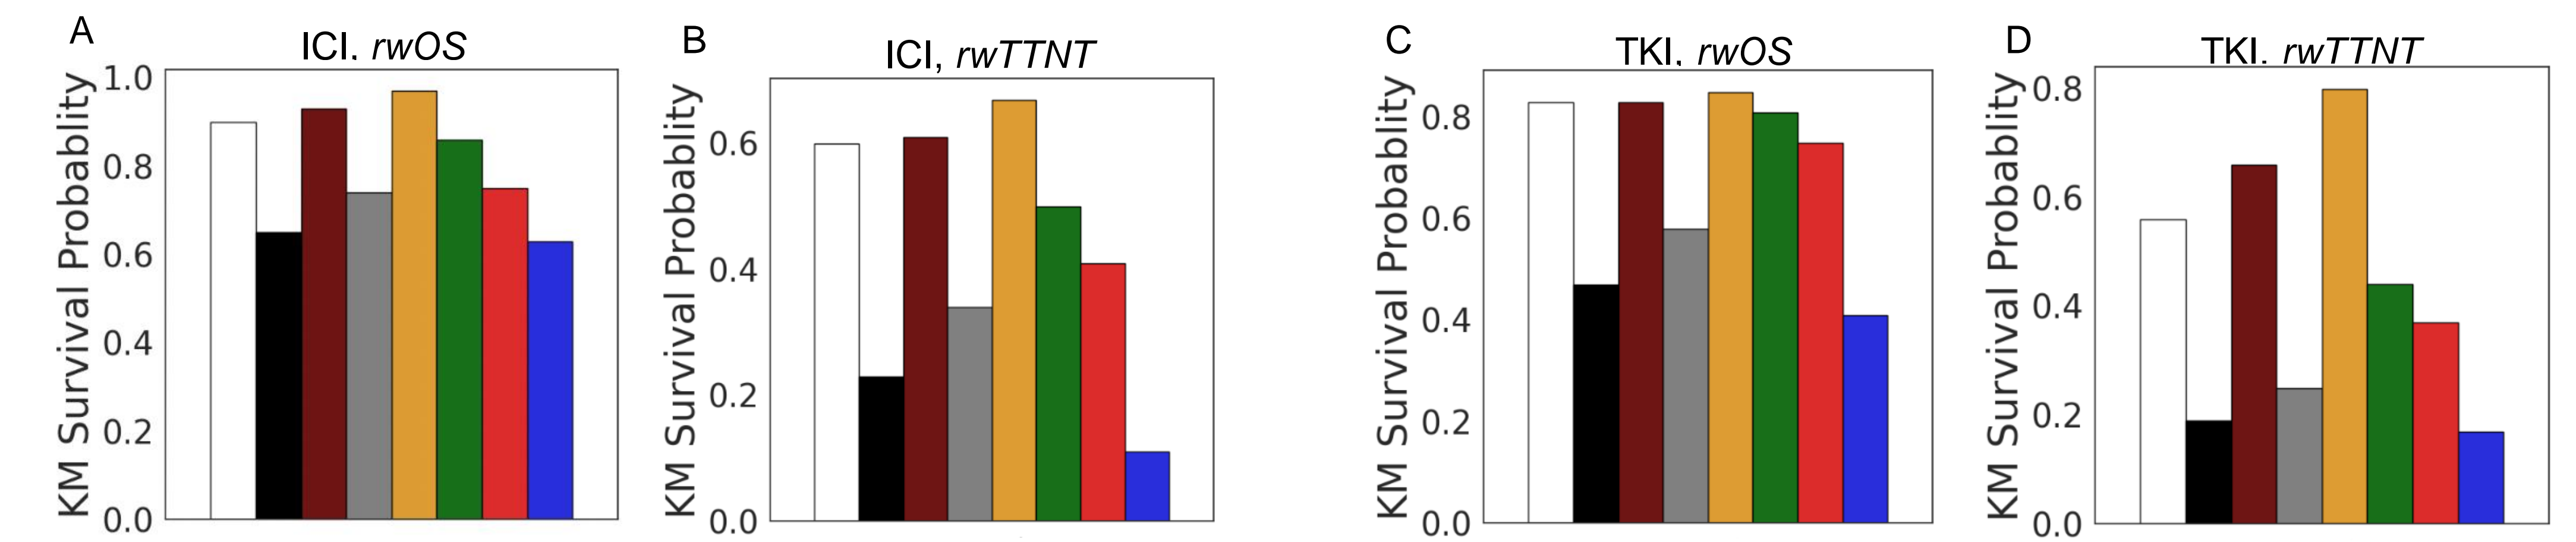 A
ICI. rwOS
KM Survival Probablity
1.0
0.8
0.6
0.4
0.2
0.0
B
ICI, rwTTNT
KM Survival Probablity
0.6
0.4
0.2
0.0
C
TKI. rwOS
KM Survival Probablity
0.8
0.6
0.4
0.2
0.0
D
TKI. rwTTNT
KM Survival Probablity
0.8
0.6
0.4
0.2
0.0